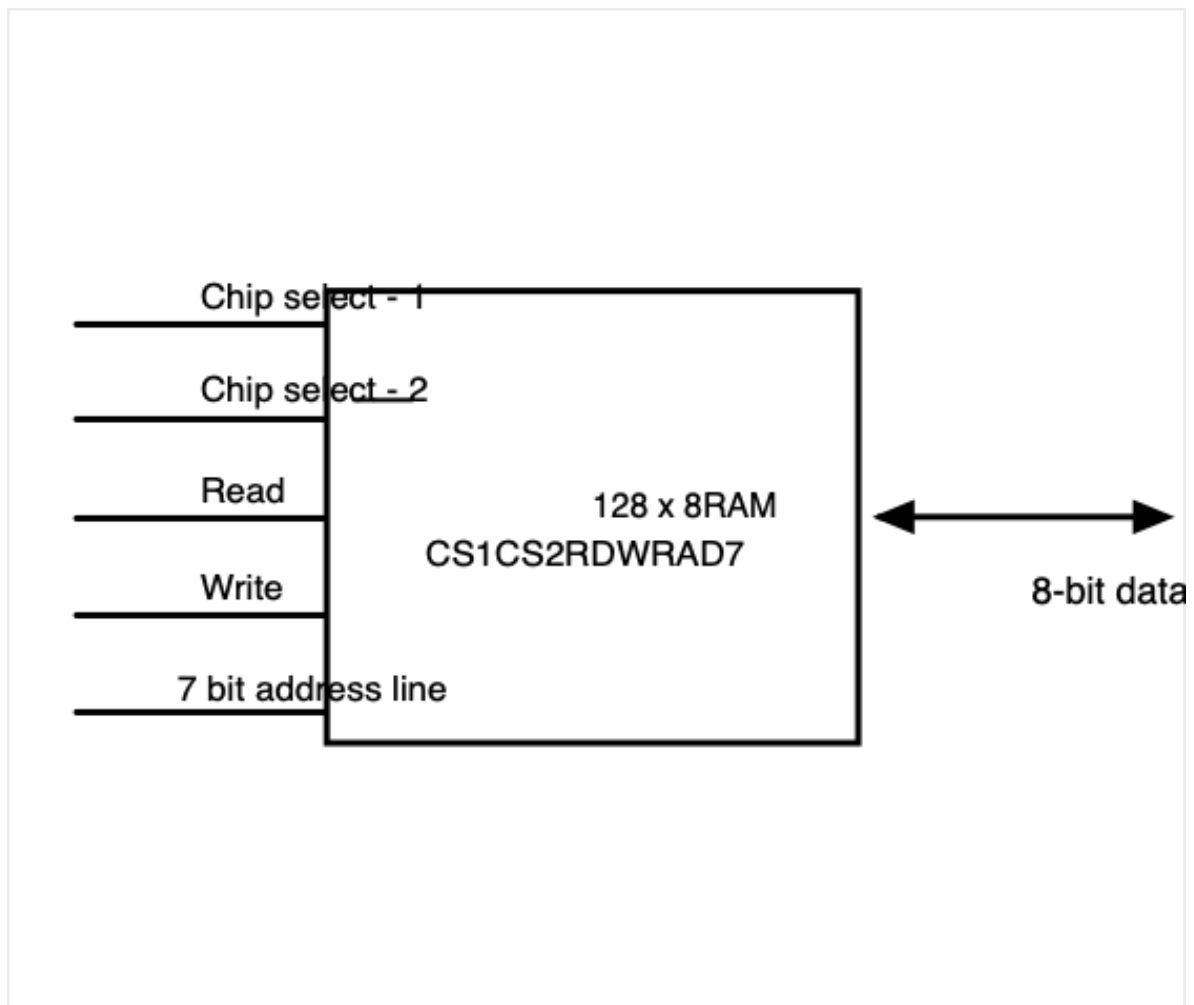 Chip select - 1
Chip select - 2
Read
128 x 8RAM
CS1CS2RDWRAD7
Write
8-bit data
7 bit address line